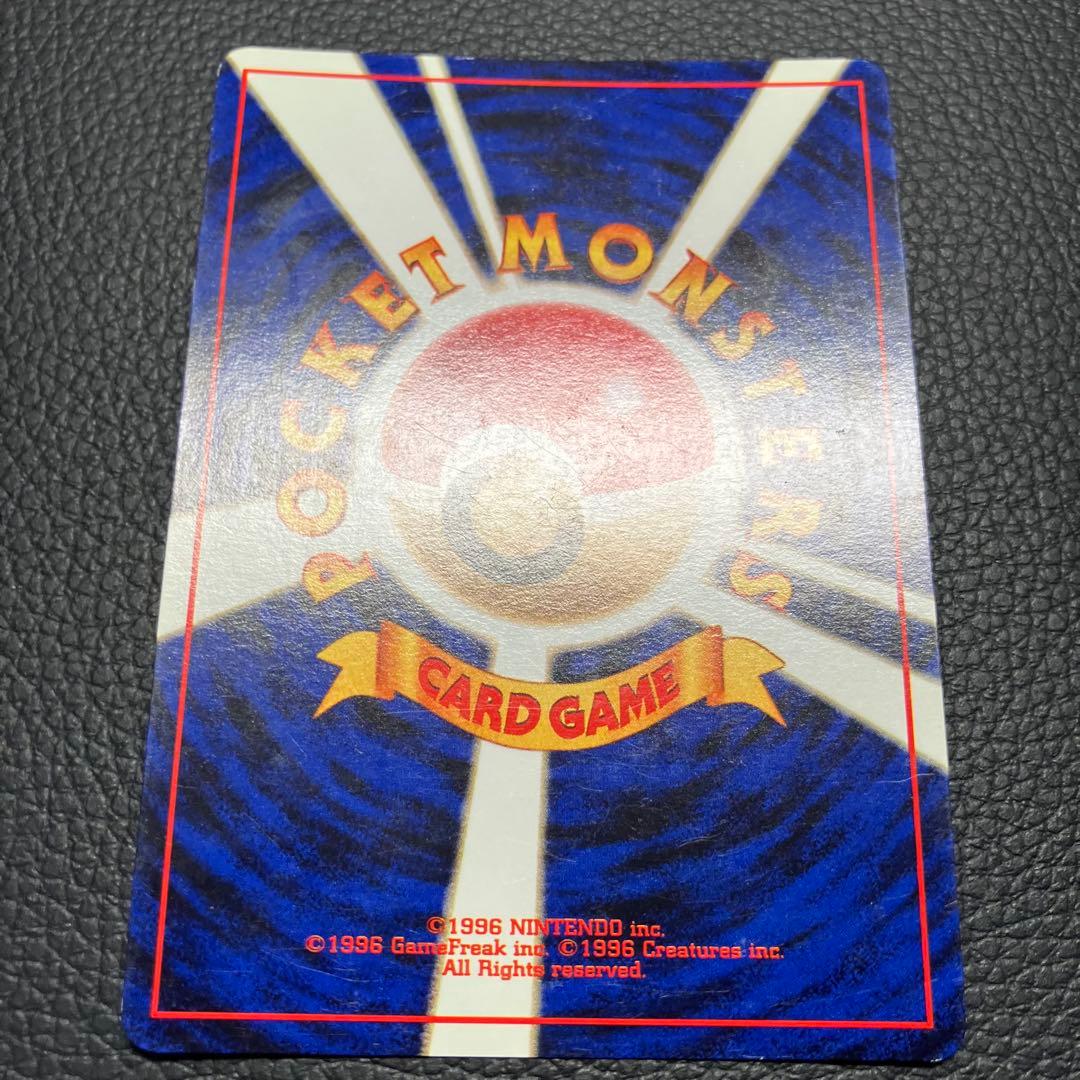 POCKET MONSTERS
CARD GAME
©1996 NINTENDO inc.
©1996 GameFreak inc. ©1996 Creatures inc.
All Rights reserved.